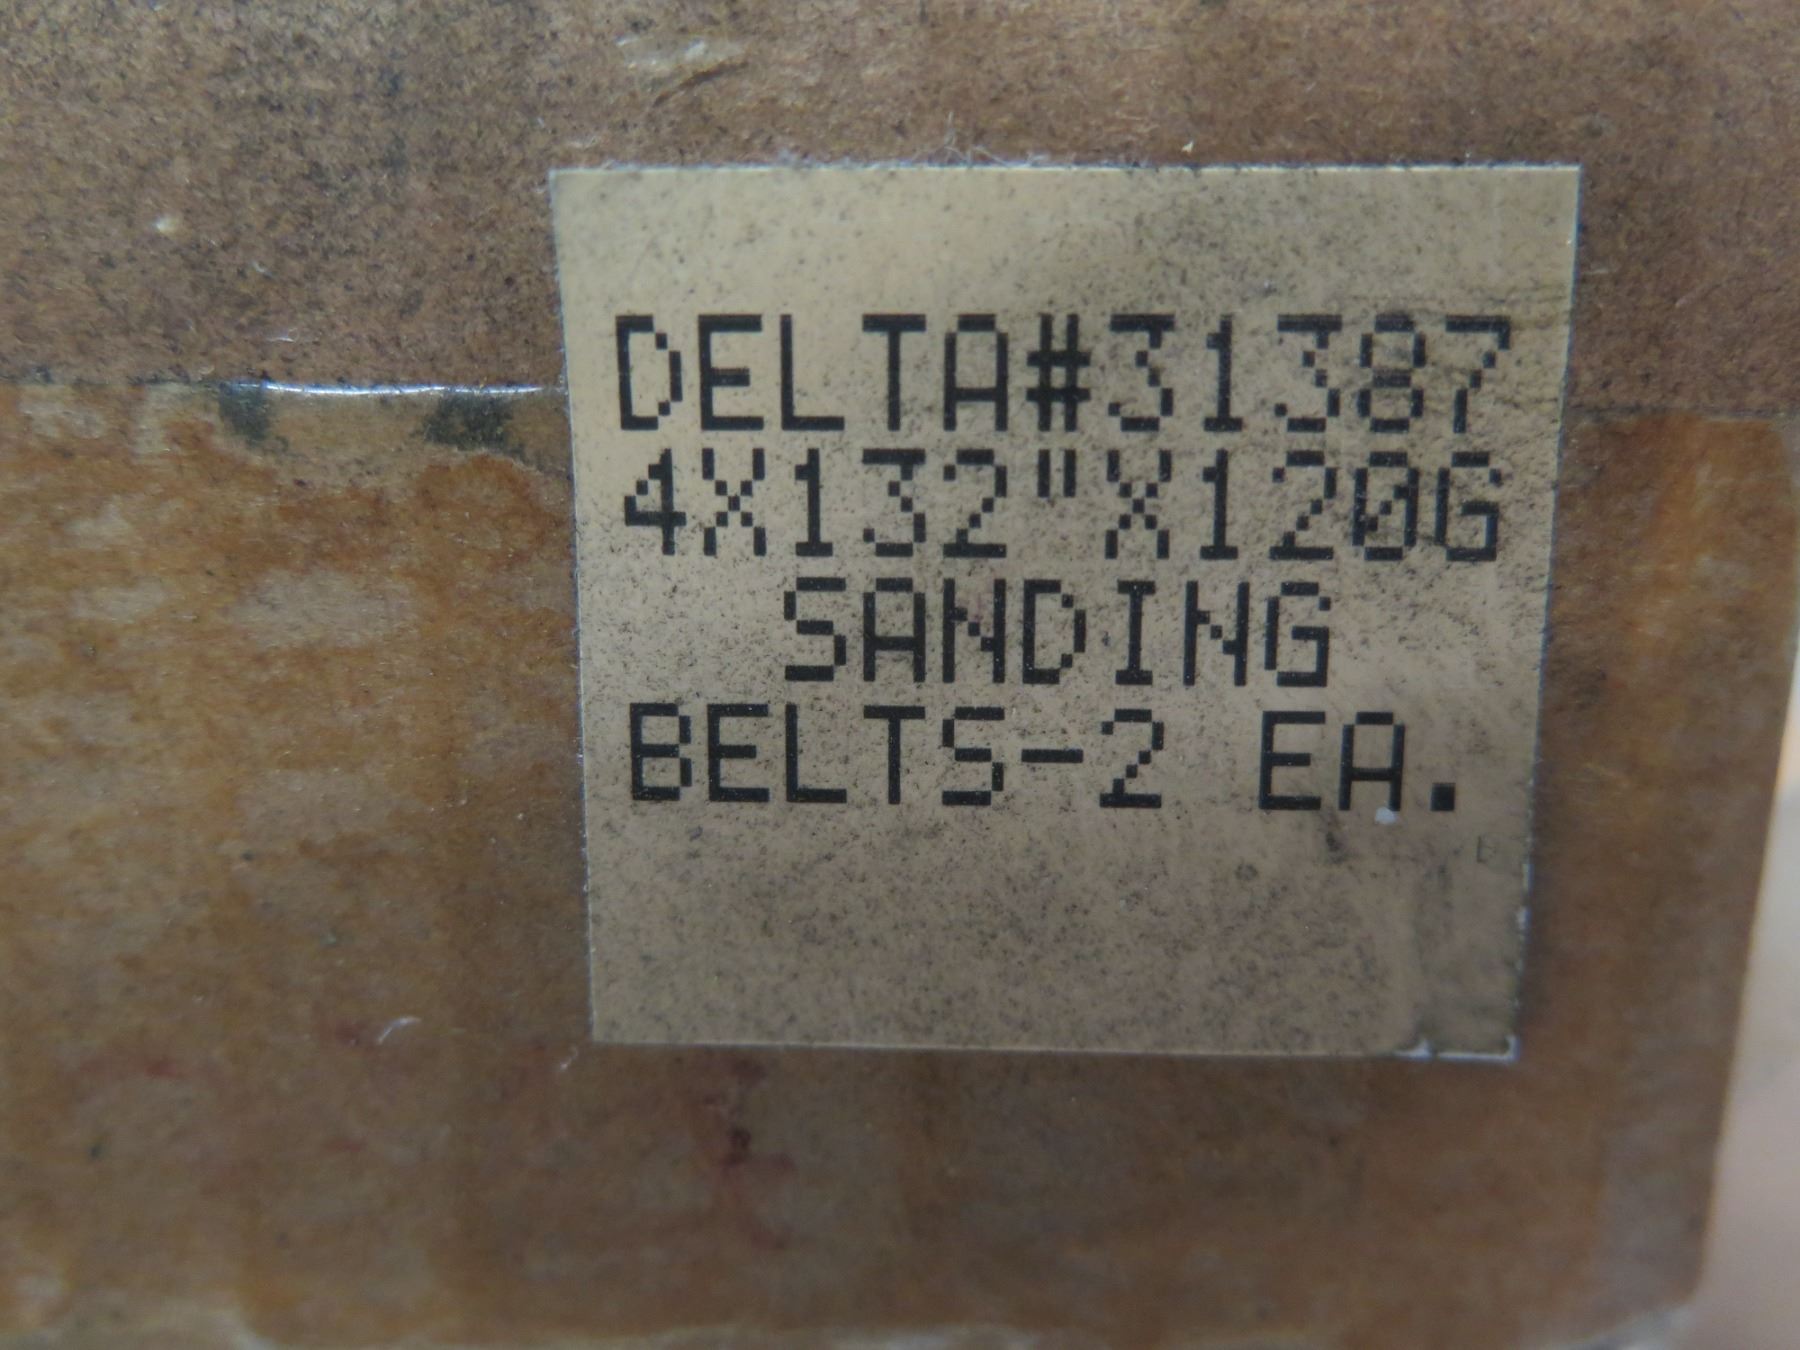 DELTA#31387
4X132"X120G
SANDING
BELTS-2 EA.